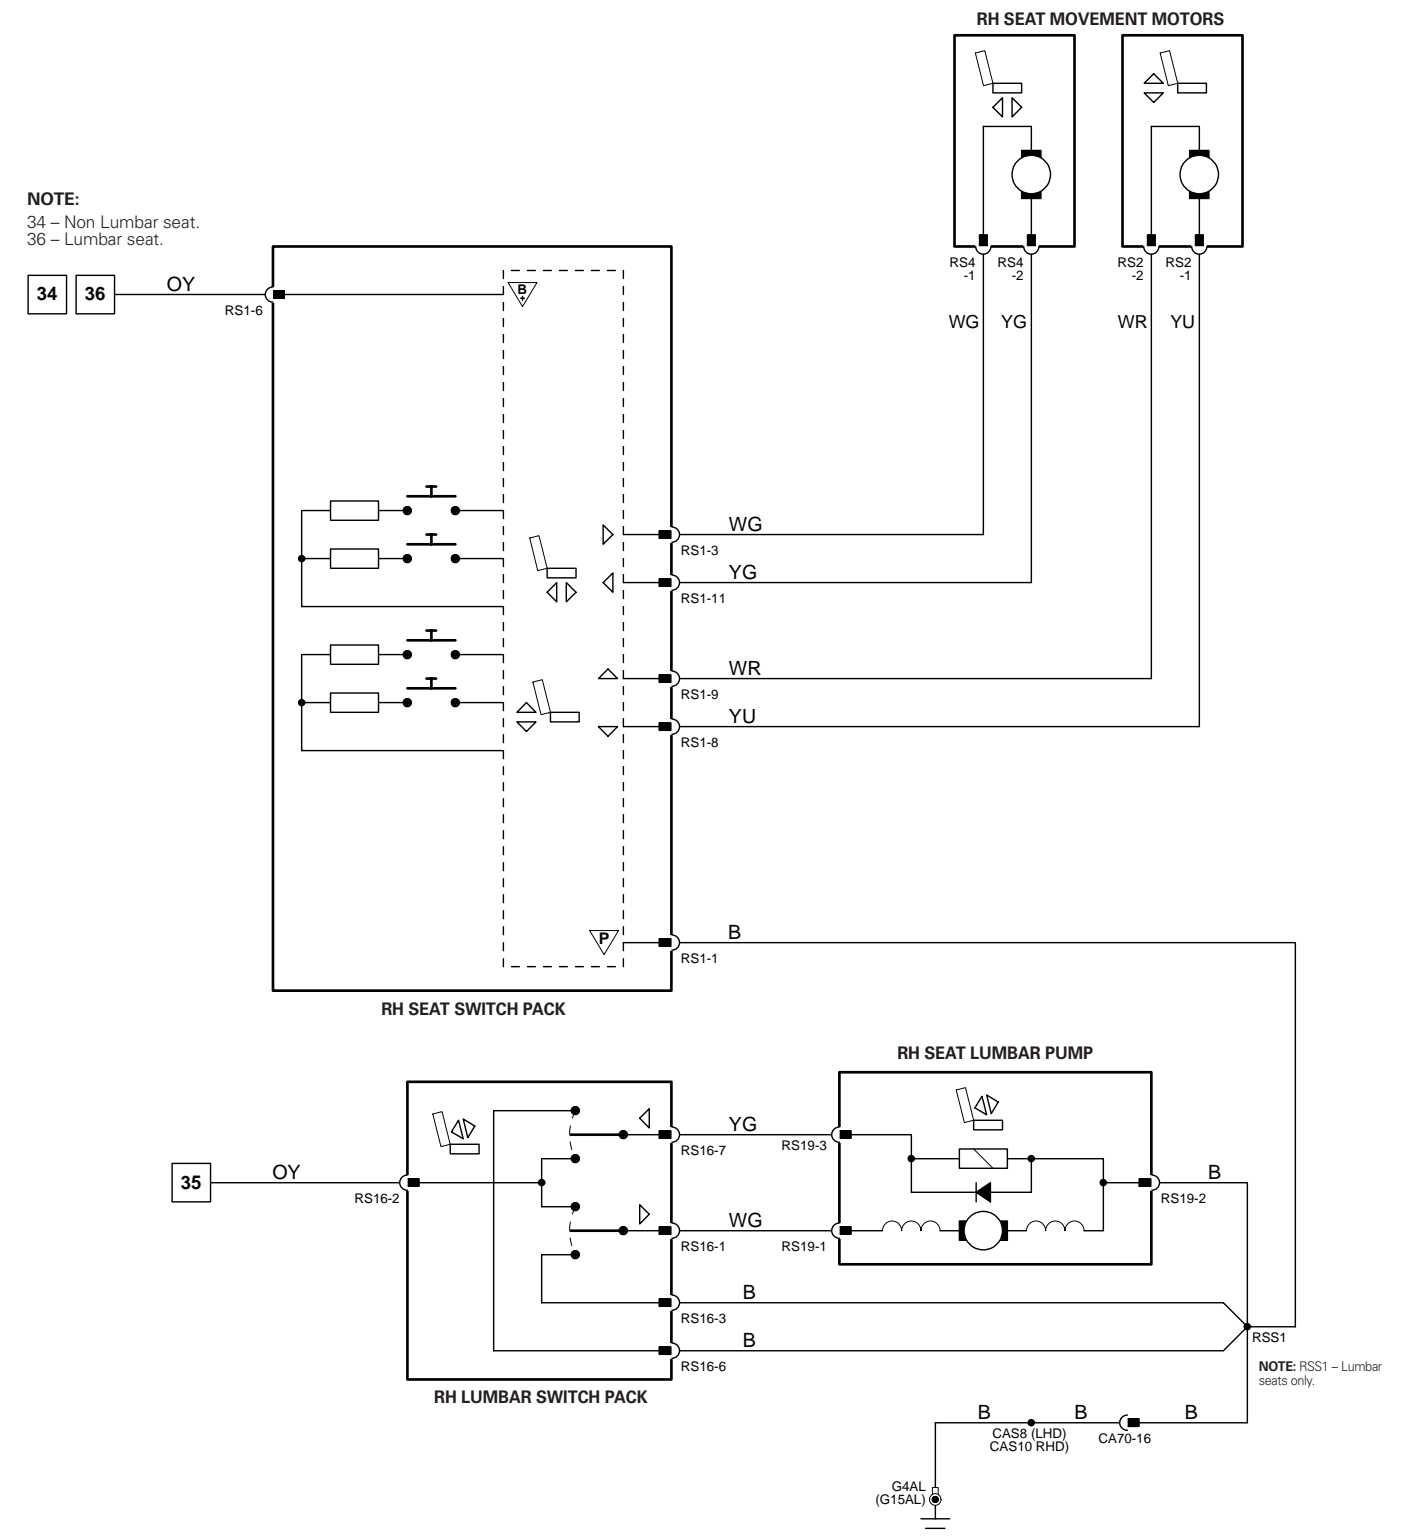 RH SEAT MOVEMENT MOTORS
NOTE:
34 – Non Lumbar seat.
36 – Lumbar seat.
34 36 OY
RS1-6
B
+
RS4
-1
RS4
-2
RS2
-2
RS2
-1
WG YG WR YU
WG
RS1-3
YG
RS1-11
WR
RS1-9
YU
RS1-8
P
B
RS1-1
RH SEAT SWITCH PACK
RH SEAT LUMBAR PUMP
YG
RS16-7 RS19-3
35 OY
RS16-2
B
RS19-2
WG
RS16-1 RS19-1
B
RS16-3
B
RS16-6
RSS1
NOTE: RSS1 – Lumbar
seats only.
RH LUMBAR SWITCH PACK
B B B
CAS8 (LHD)
CAS10 RHD)
CA70-16
G4AL
(G15AL)